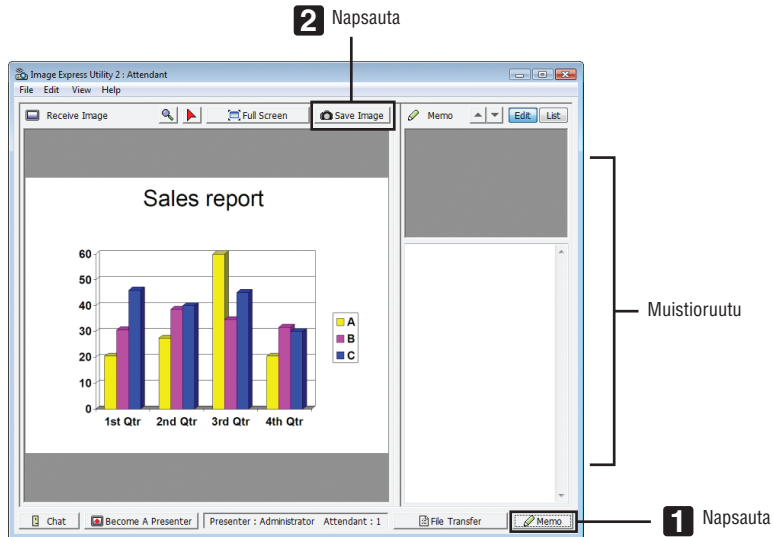 2 Napsauta
Image Express Utility 2 : Attendant
File Edit View Help
Receive Image Full Screen Save Image Memo Edit List
Sales report
60
50
40
30
20
10
0
1st Qtr 2nd Qtr 3rd Qtr 4th Qtr
A
B
C
Muistioruutu
Chat Become A Presenter Presenter : Administrator Attendant : 1 File Transfer Memo
1 Napsauta